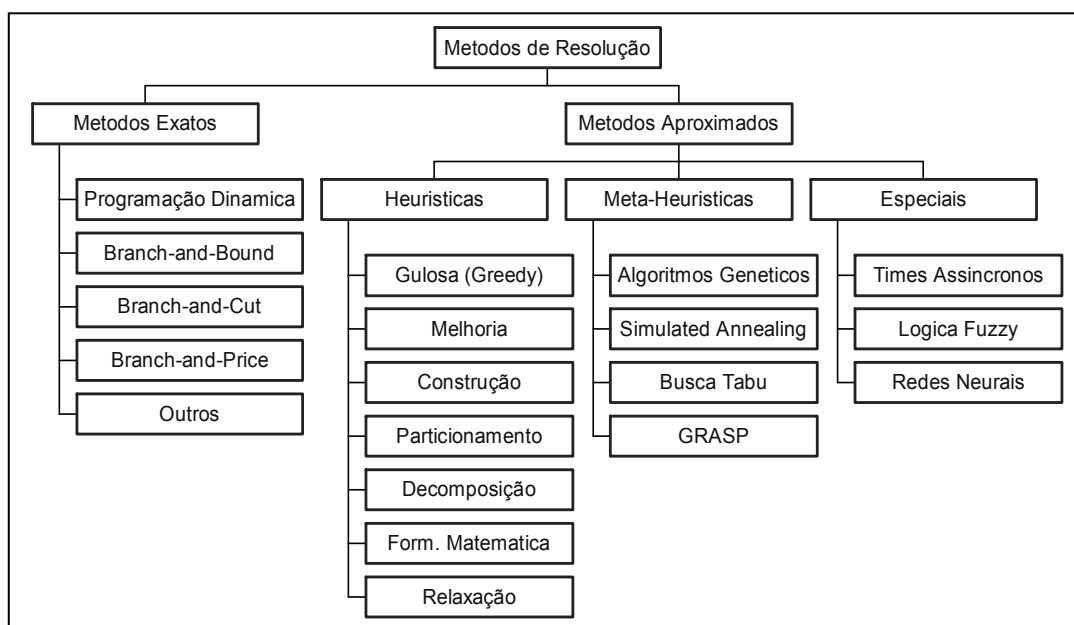 Metodos de Resolução
Metodos Exatos
Metodos Aproximados
Programação Dinamica
Branch-and-Bound
Branch-and-Cut
Branch-and-Price
Outros
Heuristicas
Gulosa (Greedy)
Melhoria
Construção
Particionamento
Decomposição
Form. Matematica
Relaxação
Meta-Heuristicas
Algoritmos Geneticos
Simulated Annealing
Busca Tabu
GRASP
Especiais
Times Assincronos
Logica Fuzzy
Redes Neurais